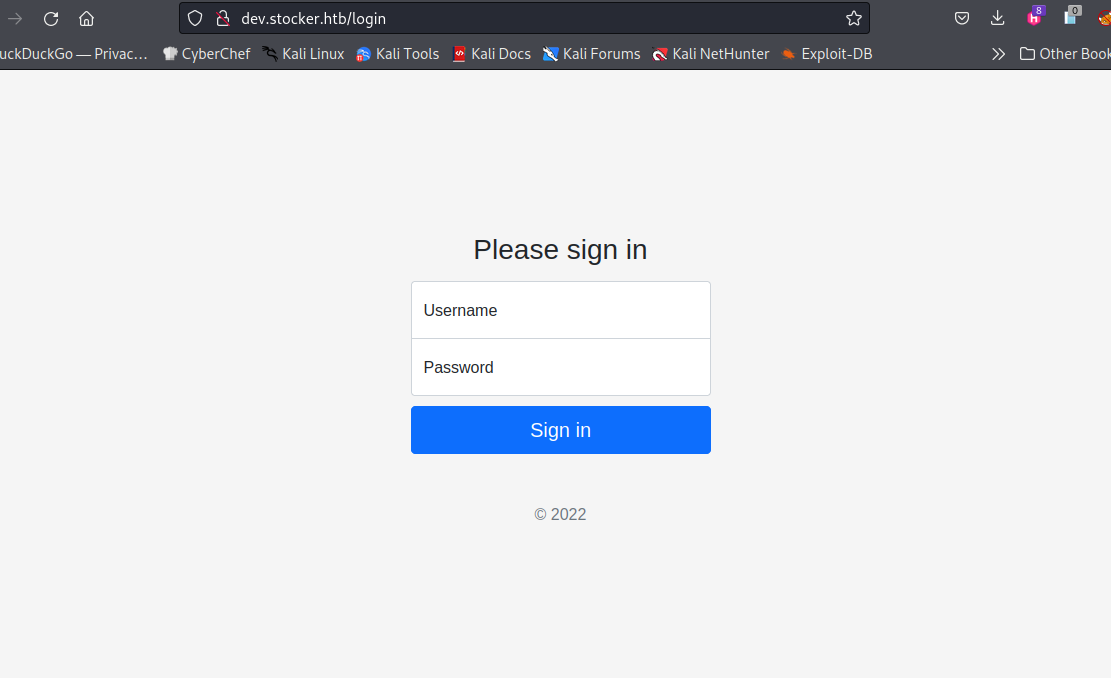 dev.stocker.htb/login
8
0
uckDuckGo — Privac… CyberChef Kali Linux Kali Tools Kali Docs Kali Forums Kali NetHunter Exploit-DB Other Book
Please sign in
Username
Password
Sign in
© 2022